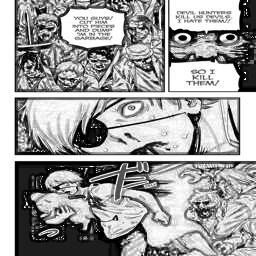 YOU GUYS!
CUT HIM
INTO PIECES
AND DUMP
'IM IN THE
GARBAGE!
DEVIL HUNTERS
KILL US DEVILS.
I HATE THEM!
SO I
KILL
THEM!